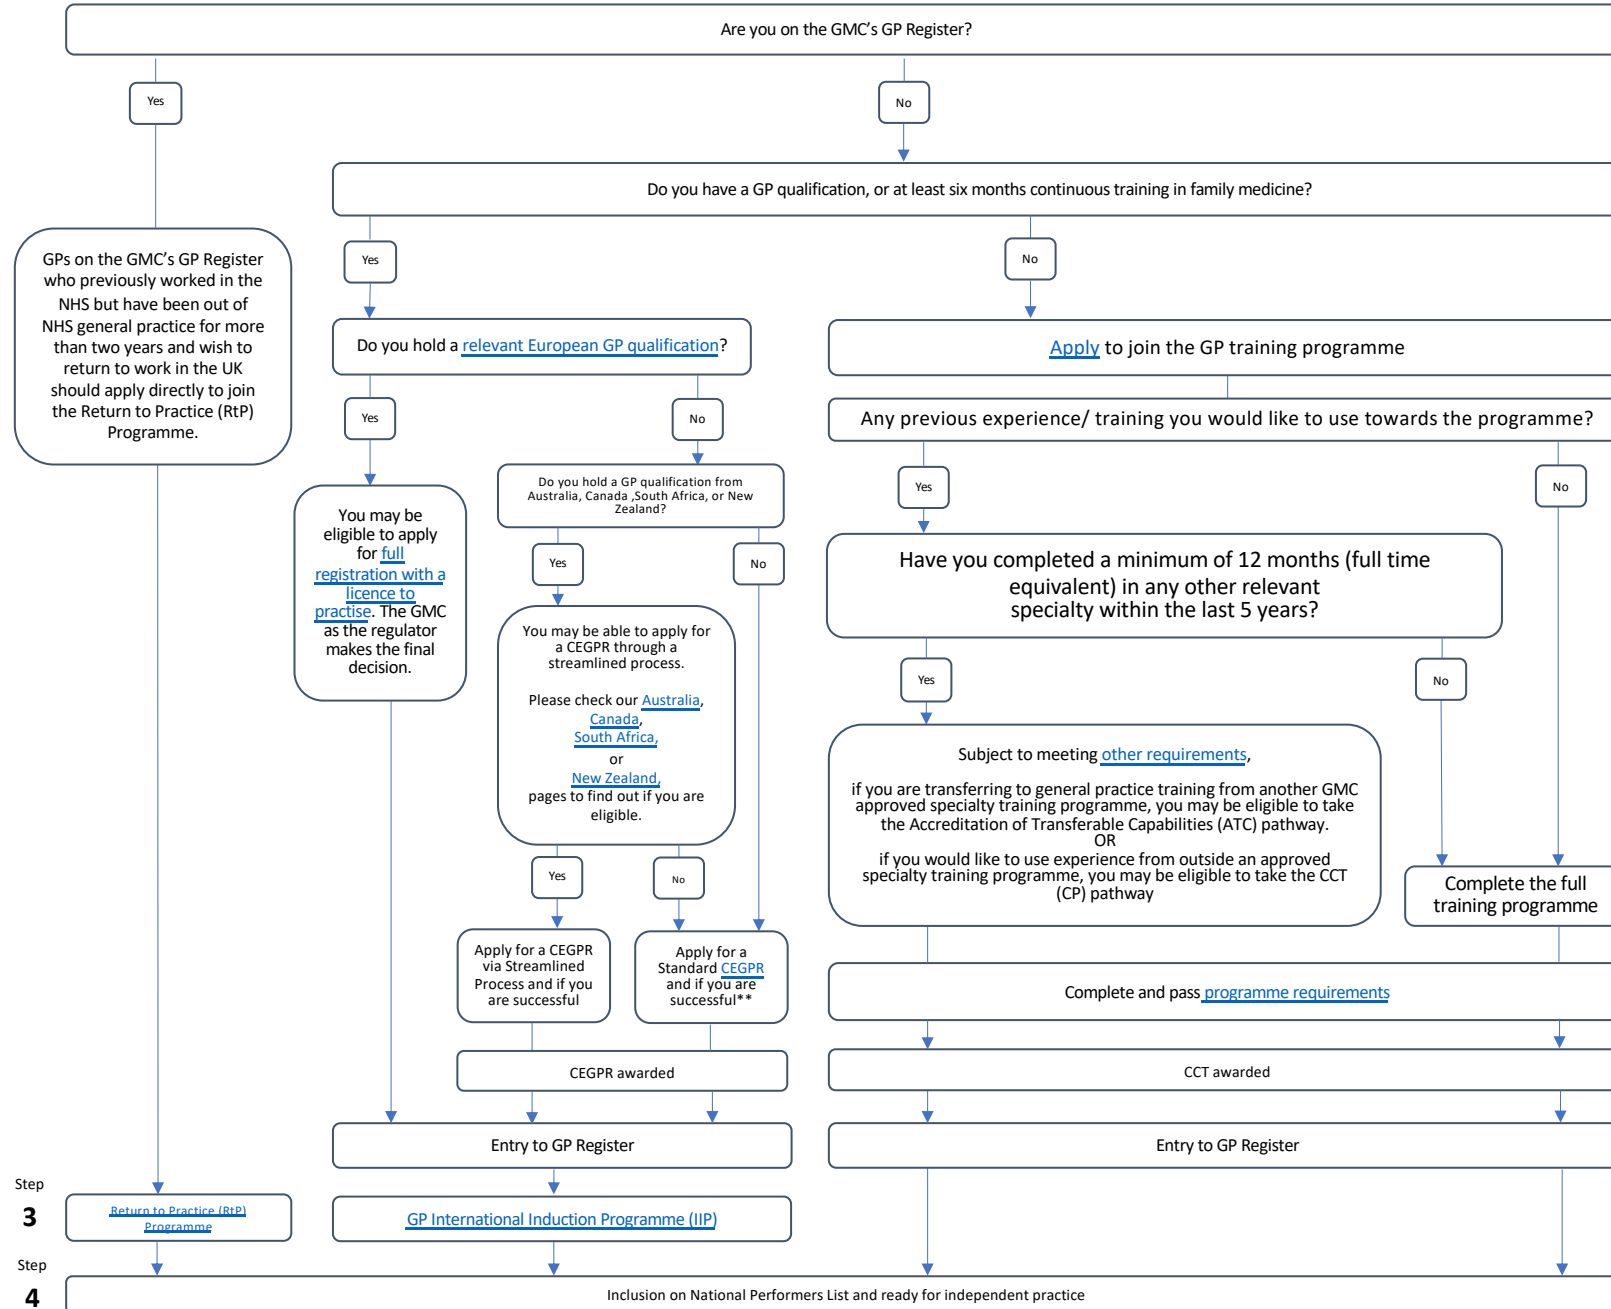 Are you on the GMC's GP Register?
Yes
No
Do you have a GP qualification, or at least six months continuous training in family medicine?
GPs on the GMC's GP Register
who previously worked in the
NHS but have been out of
NHS general practice for more
than two years and wish to
return to work in the UK
should apply directly to join
the Return to Practice (RtP)
Programme.
Yes
No
Do you hold a relevant European GP qualification?
Apply to join the GP training programme
Yes
No
Any previous experience/ training you would like to use towards the programme?
Do you hold a GP qualification from
Australia, Canada ,South Africa, or New
Zealand?
Yes
No
You may be
eligible to apply
for full
registration with a
licence to
practise. The GMC
as the regulator
makes the final
decision.
Yes
No
Have you completed a minimum of 12 months (full time
equivalent) in any other relevant
specialty within the last 5 years?
You may be able to apply for
a CEGPR through a
streamlined process.
Please check our Australia,
Canada,
South Africa,
or
New Zealand,
pages to find out if you are
eligible.
Yes
No
Subject to meeting other requirements,
if you are transferring to general practice training from another GMC
approved specialty training programme, you may be eligible to take
the Accreditation of Transferable Capabilities (ATC) pathway.
OR
if you would like to use experience from outside an approved
specialty training programme, you may be eligible to take the CCT
(CP) pathway
Yes
No
Complete the full
training programme
Apply for a CEGPR
via Streamlined
Process and if you
are successful
Apply for a
Standard CEGPR
and if you are
successful**
Complete and pass programme requirements
CEGPR awarded
CCT awarded
Entry to GP Register
Entry to GP Register
Step
3
Return to Practice (RtP)
Programme
GP International Induction Programme (IIP)
Step
4
Inclusion on National Performers List and ready for independent practice